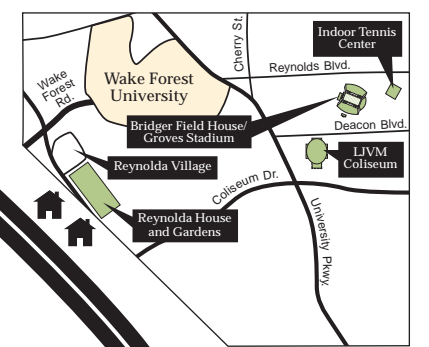 Cherry St.
Indoor Tennis
Center
Reynolds Blvd.
Wake
Forest
Rd.
Wake Forest
University
Bridger Field House/
Groves Stadium
Deacon Blvd.
LJVM
Coliseum
Reynolda Village
Coliseum Dr.
Reynolda House
and Gardens
University
Pkwy.